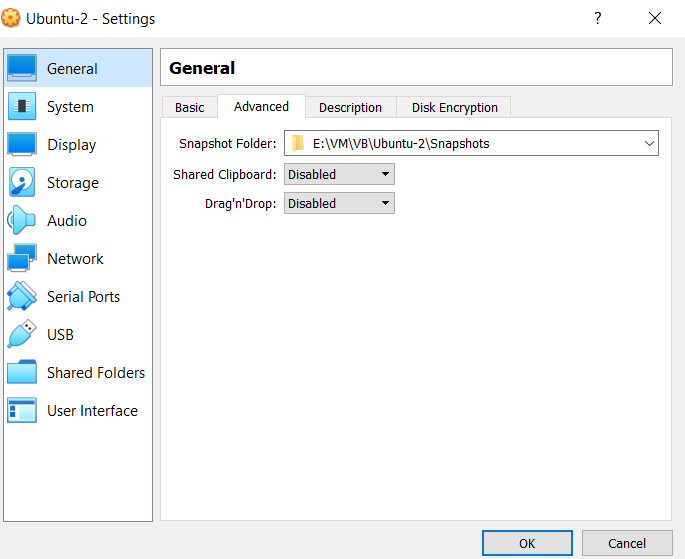 Ubuntu-2 - Settings
?
General
System
Display
Storage
Audio
Network
Serial Ports
USB
Shared Folders
User Interface
General
Basic Advanced Description Disk Encryption
Snapshot Folder: E:\VM\VB\Ubuntu-2\Snapshots
Shared Clipboard: Disabled
Drag'n'Drop: Disabled
OK Cancel